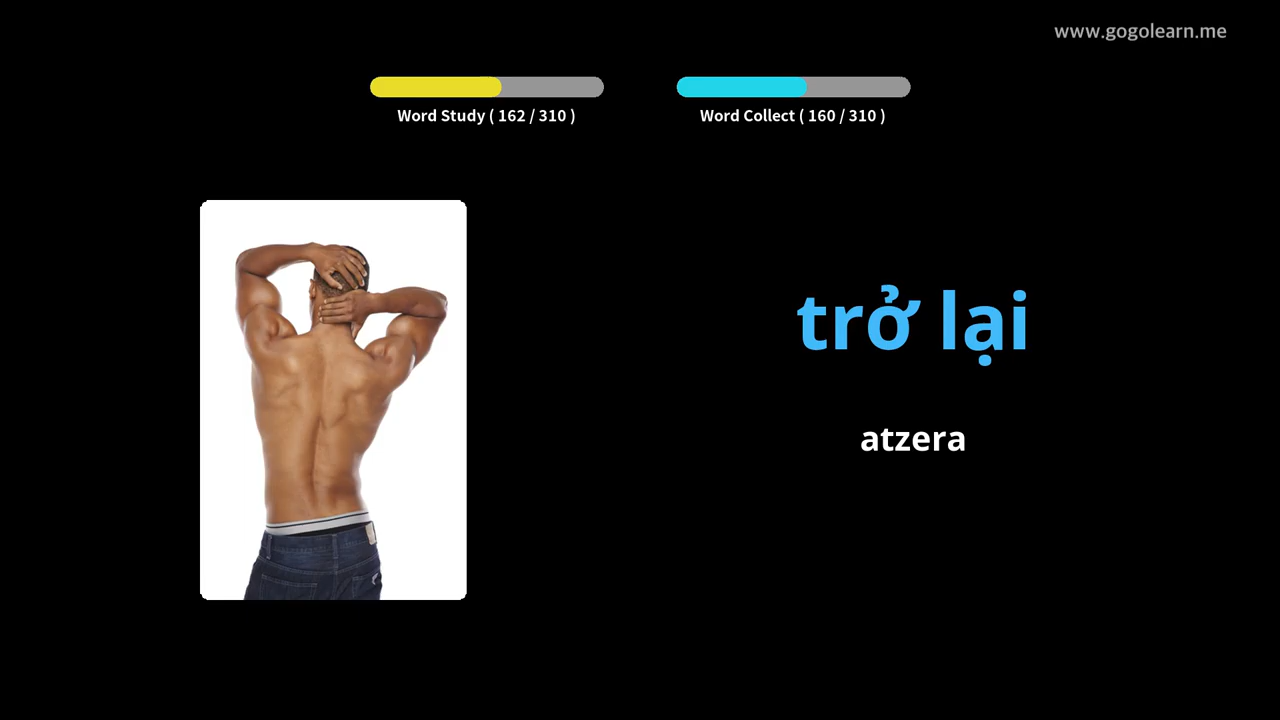 www.gogolearn.me
Word Study ( 162 / 310 )
Word Collect ( 160 / 310 )
trở lại
atzera